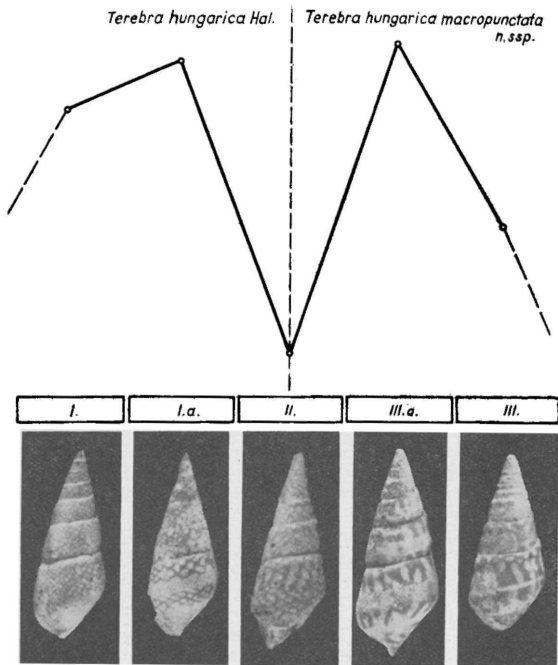 Terebra hungarica Hal.
Terebra hungarica macropunctata
n.ssp.
I. I.a. II. III.a. III.